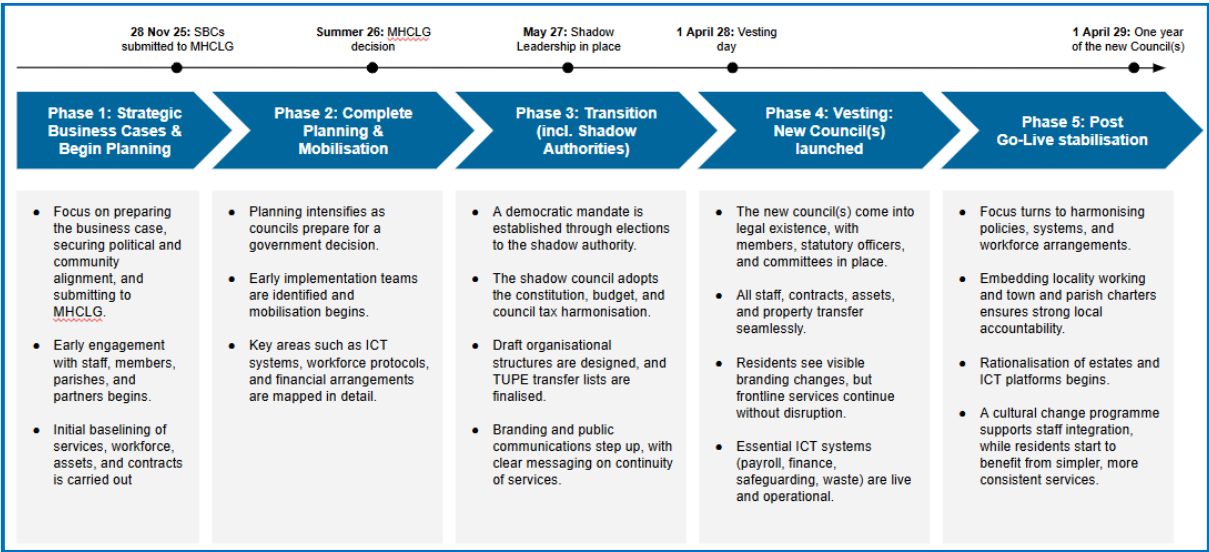 28 Nov 25: SBCs
submitted to MHCLG
Summer 26: MHCLG
decision
May 27: Shadow
Leadership in place
1 April 28: Vesting
day
1 April 29: One year
of the new Council(s)
Phase 1: Strategic
Business Cases &
Begin Planning
Phase 2: Complete
Planning &
Mobilisation
Phase 3: Transition
(incl. Shadow
Authorities)
Phase 4: Vesting:
New Council(s)
launched
Phase 5: Post
Go-Live stabilisation
● Focus on preparing
the business case,
securing political and
community
alignment, and
submitting to
MHCLG.
● Early engagement
with staff, members,
parishes, and
partners begins.
● Initial baselining of
services, workforce,
assets, and contracts
is carried out
● Planning intensifies as
councils prepare for a
government decision.
● Early implementation teams
are identified and
mobilisation begins.
● Key areas such as ICT
systems, workforce protocols,
and financial arrangements
are mapped in detail.
● A democratic mandate is
established through elections
to the shadow authority.
● The shadow council adopts
the constitution, budget, and
council tax harmonisation.
● Draft organisational
structures are designed, and
TUPE transfer lists are
finalised.
● Branding and public
communications step up, with
clear messaging on continuity
of services.
● The new council(s) come into
legal existence, with
members, statutory officers,
and committees in place.
● All staff, contracts, assets,
and property transfer
seamlessly.
● Residents see visible
branding changes, but
frontline services continue
without disruption.
● Essential ICT systems
(payroll, finance,
safeguarding, waste) are live
and operational.
● Focus turns to harmonising
policies, systems, and
workforce arrangements.
● Embedding locality working
and town and parish charters
ensures strong local
accountability.
● Rationalisation of estates and
ICT platforms begins.
● A cultural change programme
supports staff integration,
while residents start to
benefit from simpler, more
consistent services.